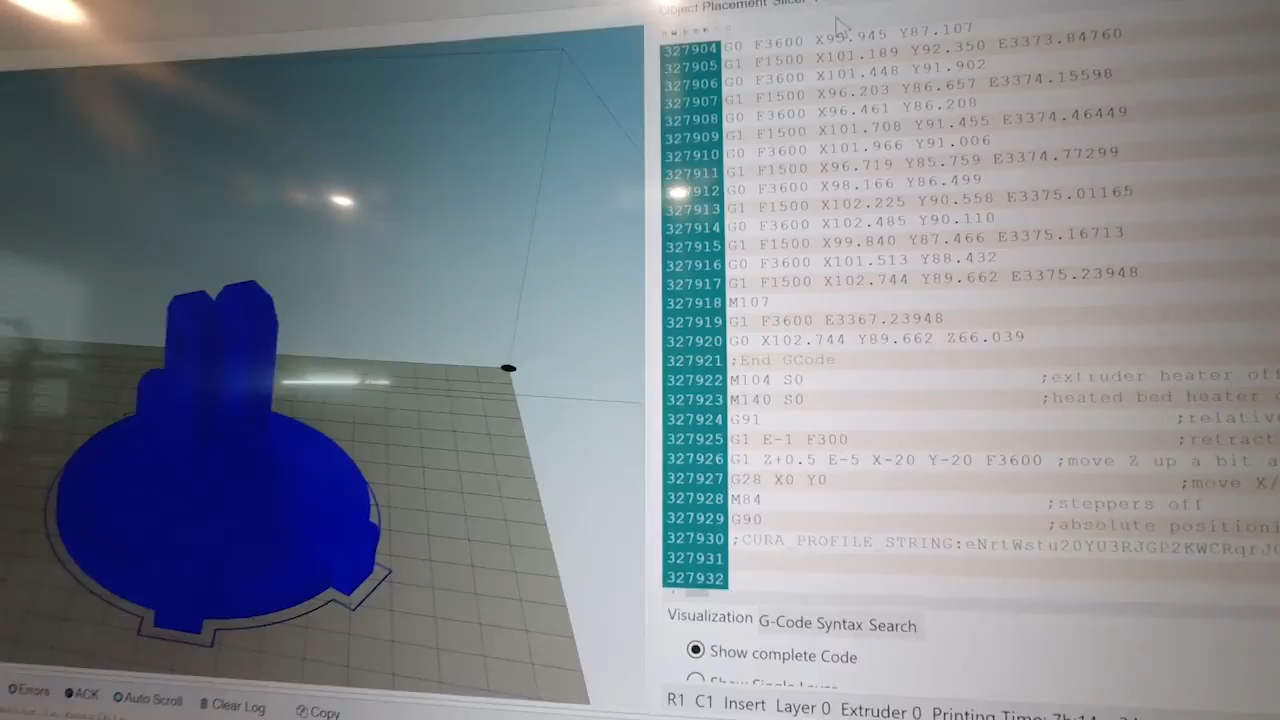 Object Placement Slicer
327904 G0 F3600 X95.945 Y87.107
327905 G1 F1500 X101.189 Y92.350 E3373.84760
327906 G0 F3600 X101.448 Y91.902
327907 G1 F1500 X96.203 Y86.657 E3374.15598
327908 G0 F3600 X96.461 Y86.208
327909 G1 F1500 X101.708 Y91.455 E3374.46449
327910 G0 F3600 X101.966 Y91.006
327911 G1 F1500 X96.719 Y85.759 E3374.77299
327912 G0 F3600 X98.166 Y86.499
327913 G1 F1500 X102.225 Y90.558 E3375.01165
327914 G0 F3600 X102.485 Y90.110
327915 G1 F1500 X99.840 Y87.466 E3375.16713
327916 G0 F3600 X101.513 Y88.432
327917 G1 F1500 X102.744 Y89.662 E3375.23948
327918 M107
327919 G1 F3600 E3367.23948
327920 G0 X102.744 Y89.662 Z66.039
327921 ;End GCode
327922 M104 S0 ;extruder heater of
327923 M140 S0 ;heated bed heater
327924 G91 ;relativ
327925 G1 E-1 F300 ;retract
327926 G1 Z+0.5 E-5 X-20 Y-20 F3600 ;move Z up a bit a
327927 G28 X0 Y0 ;move X/
327928 M84 ;steppers off
327929 G90 ;absolute positioni
327930 ;CURA_PROFILE_STRING:eNrtWstu20YU3RJGP2KWCRqrJ
327931
327932
Visualization G-Code Syntax Search
Show complete Code
R1 C1 Insert Layer 0 Extruder 0 Printing Time:
Errors ACK Auto Scroll Clear Log Copy